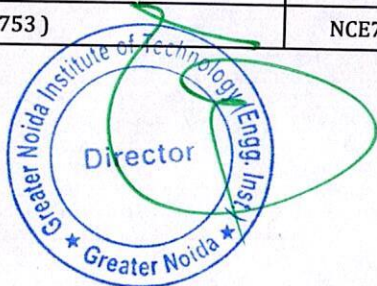 753 )
NCE7
Greater Noida Institute of Technology (Engg. Inst.)
Director
★ Greater Noida ★